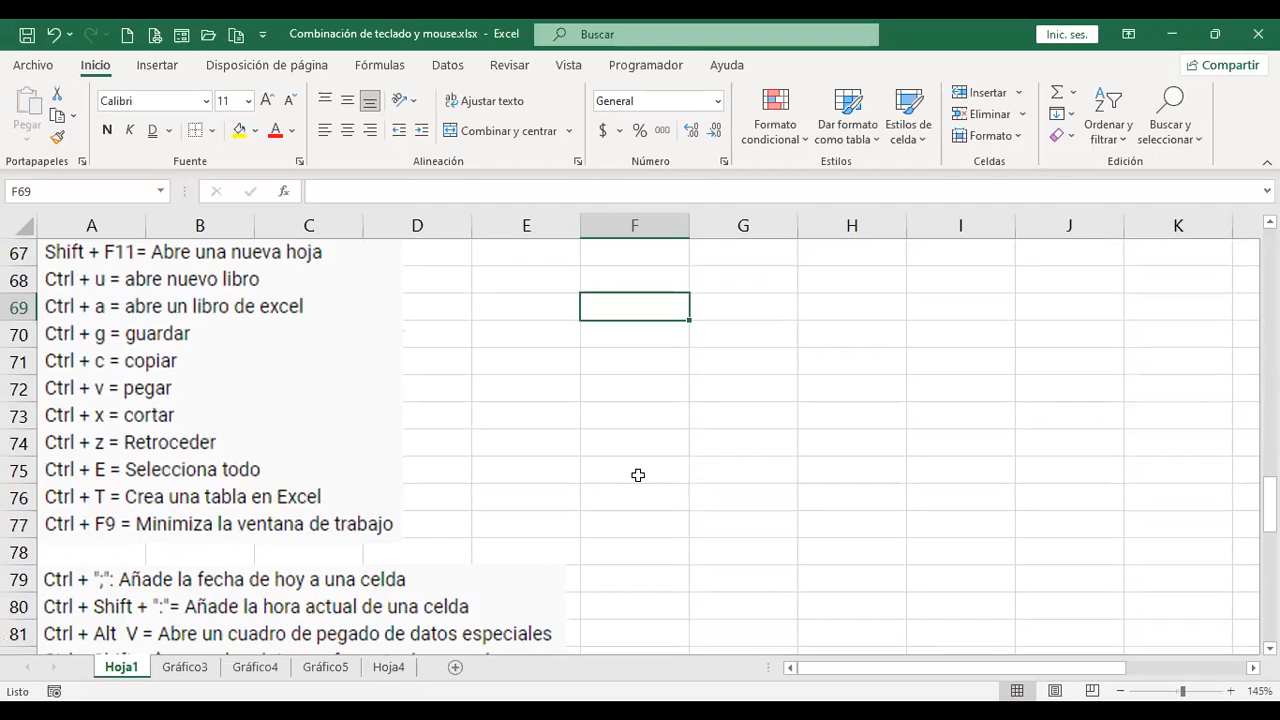 Combinación de teclado y mouse.xlsx - Excel
Buscar
Inic. ses.
Archivo Inicio Insertar Disposición de página Fórmulas Datos Revisar Vista Programador Ayuda Compartir
Pegar
Calibri 11
N K D
Ajustar texto
Combinar y centrar
General
$ % 000
Formato condicional
Dar formato como tabla
Estilos de celda
Insertar
Eliminar
Formato
Ordenar y filtrar
Buscar y seleccionar
Portapapeles Fuente Alineación Número Estilos Celdas Edición
F69 fx
A B C D E F G H I J K
67 Shift + F11= Abre una nueva hoja
68 Ctrl + u = abre nuevo libro
69 Ctrl + a = abre un libro de excel
70 Ctrl + g = guardar
71 Ctrl + c = copiar
72 Ctrl + v = pegar
73 Ctrl + x = cortar
74 Ctrl + z = Retroceder
75 Ctrl + E = Selecciona todo
76 Ctrl + T = Crea una tabla en Excel
77 Ctrl + F9 = Minimiza la ventana de trabajo
78
79 Ctrl + ";": Añade la fecha de hoy a una celda
80 Ctrl + Shift + ":"= Añade la hora actual de una celda
81 Ctrl + Alt V = Abre un cuadro de pegado de datos especiales
Hoja1 Gráfico3 Gráfico4 Gráfico5 Hoja4
Listo 145%